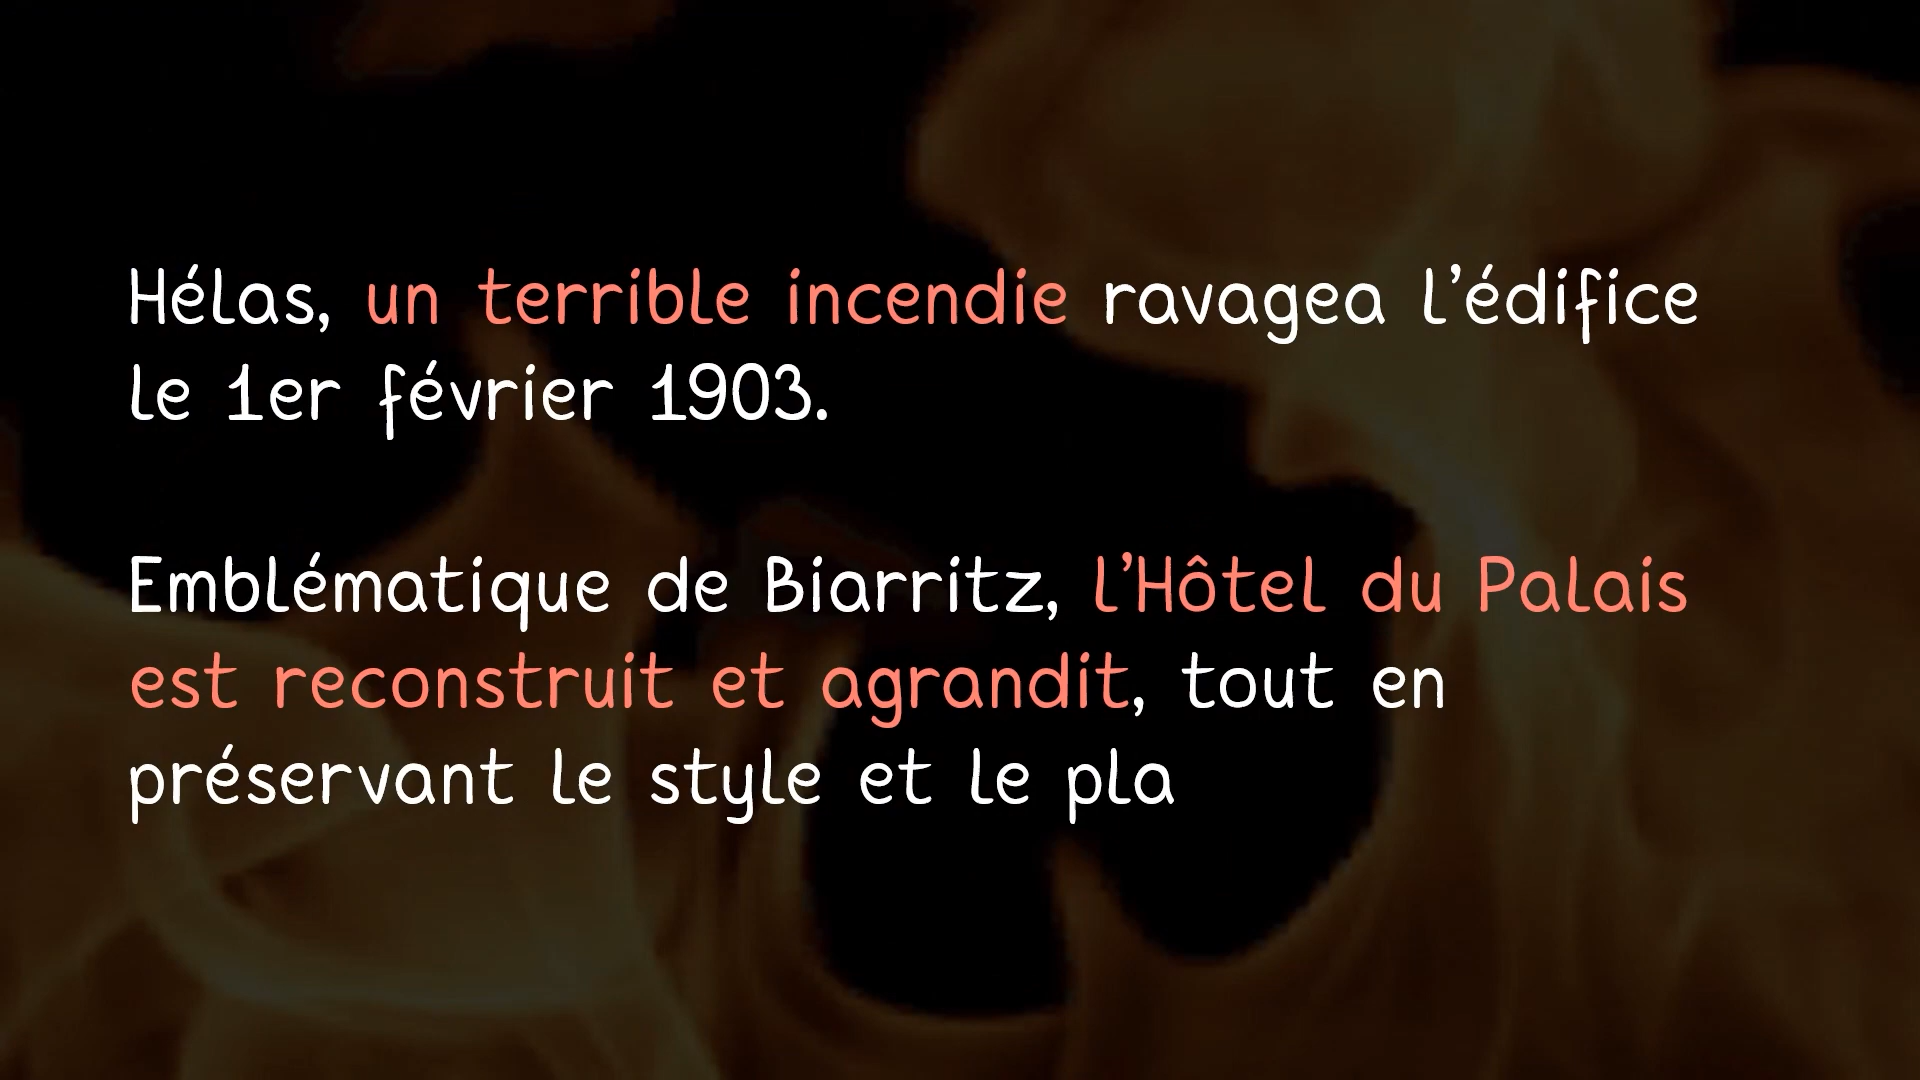 Hélas, un terrible incendie ravagea l’édifice
le 1er février 1903.
Emblématique de Biarritz, l’Hôtel du Palais
est reconstruit et agrandit, tout en
préservant le style et le pla